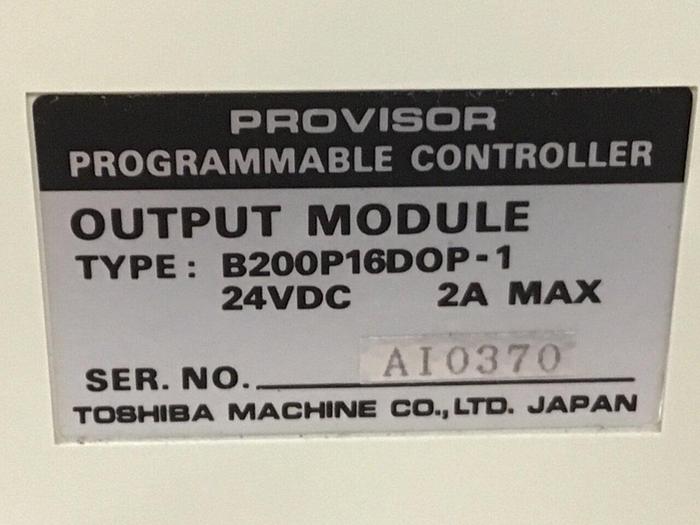 PROVISOR
PROGRAMMABLE CONTROLLER
OUTPUT MODULE
TYPE: B200P16DOP-1
24VDC 2A MAX
SER. NO. AI0370
TOSHIBA MACHINE CO.,LTD. JAPAN